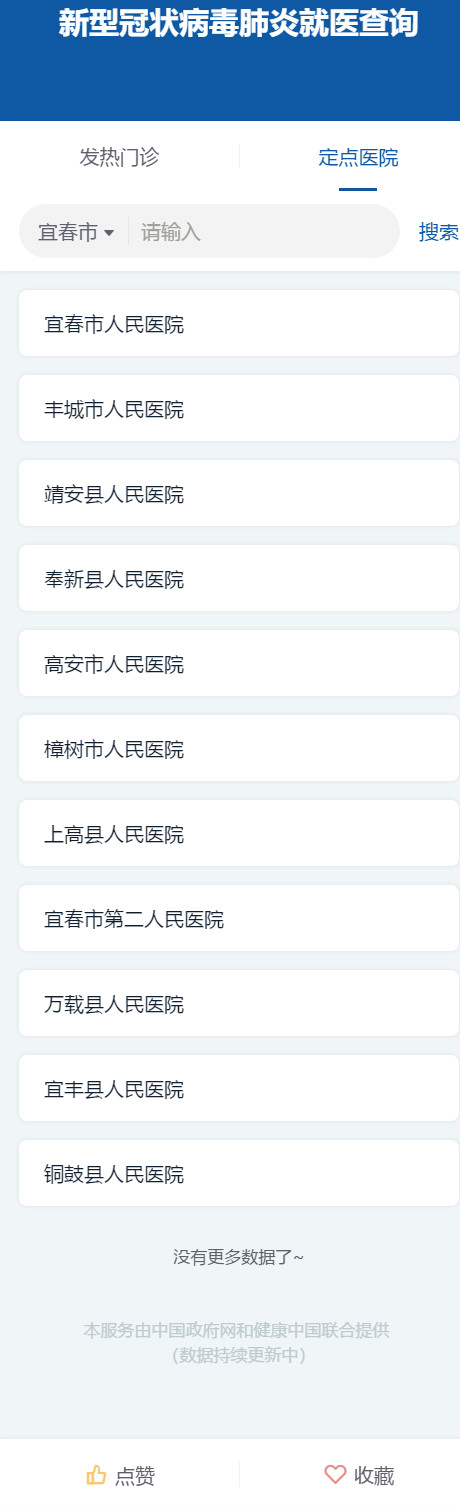 新型冠状病毒肺炎就医查询
发热门诊
定点医院
宜春市
请输入
搜索
宜春市人民医院
丰城市人民医院
靖安县人民医院
奉新县人民医院
高安市人民医院
樟树市人民医院
上高县人民医院
宜春市第二人民医院
万载县人民医院
宜丰县人民医院
铜鼓县人民医院
没有更多数据了~
本服务由中国政府网和健康中国联合提供
(数据持续更新中)
点赞
收藏